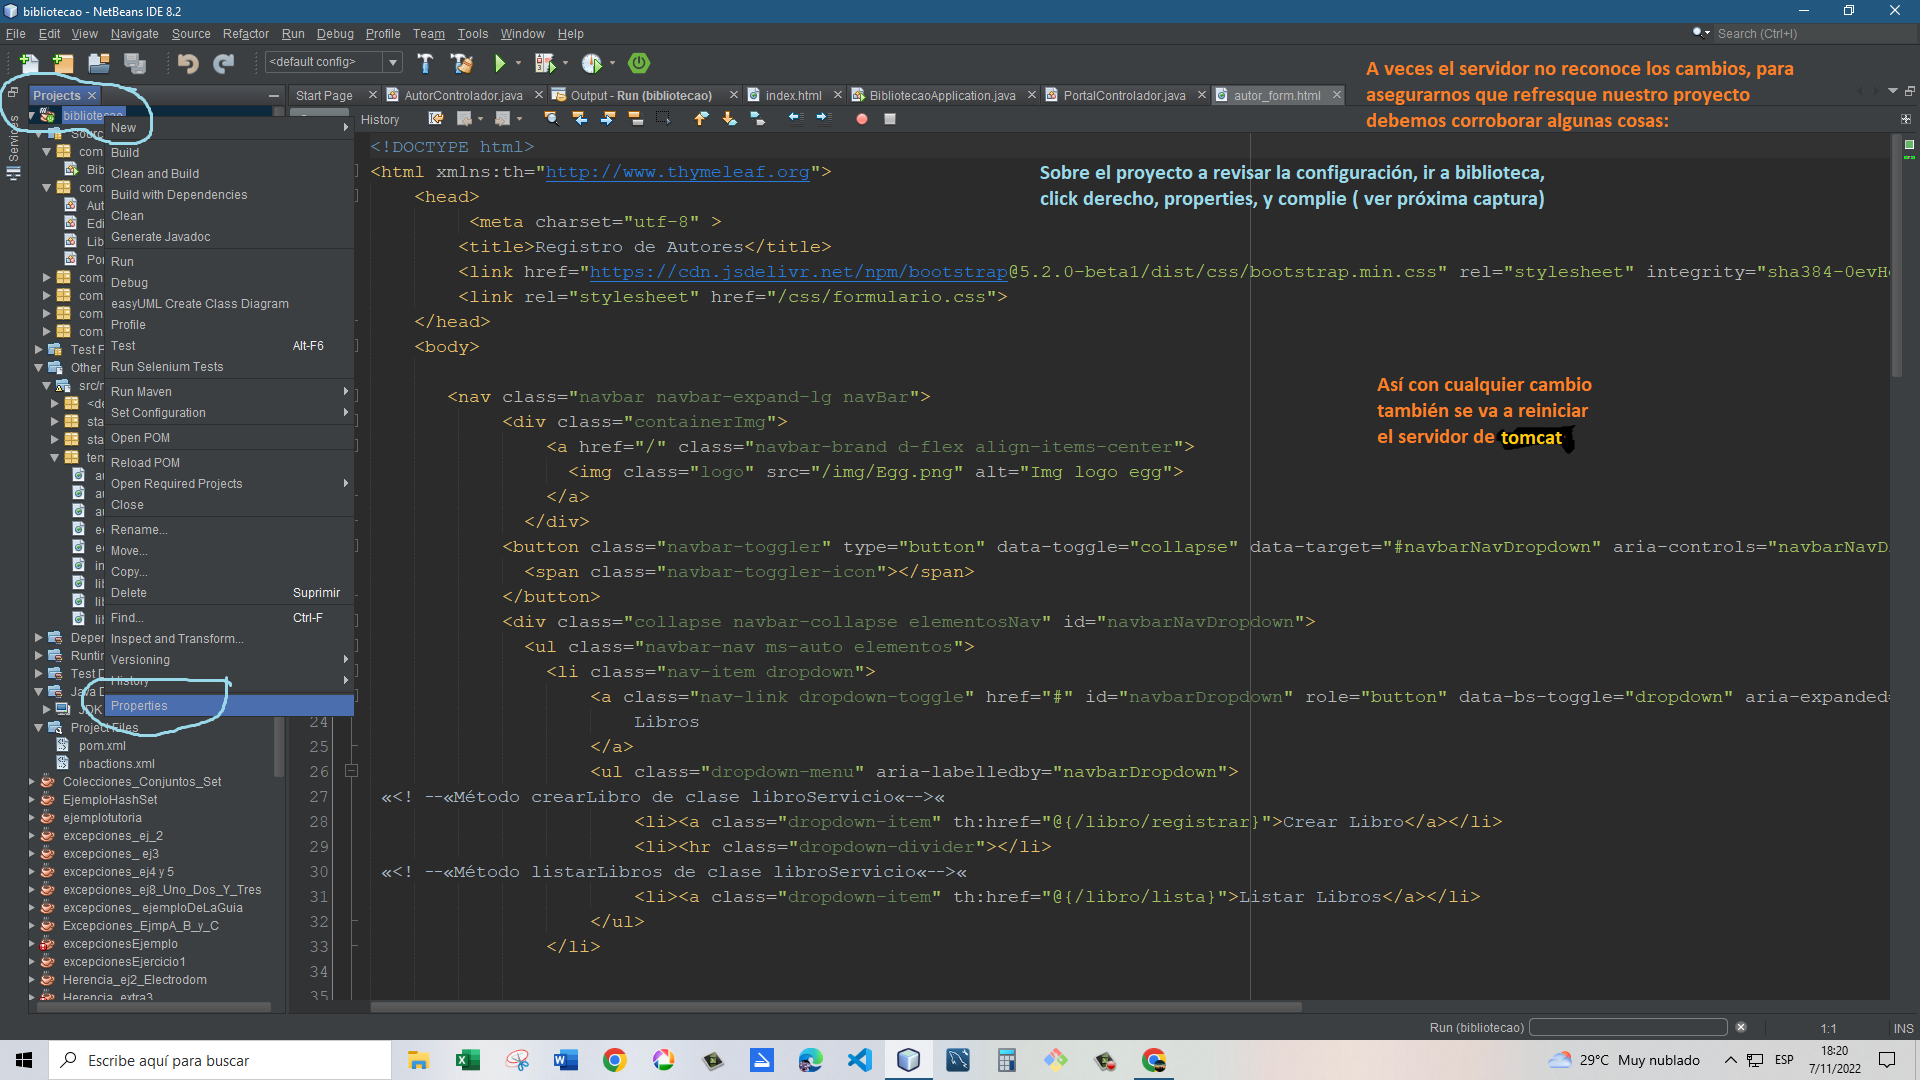 bibliotecao - NetBeans IDE 8.2
File Edit View Navigate Source Refactor Run Debug Profile Team Tools Window Help
Search (Ctrl+I)
<default config>
A veces el servidor no reconoce los cambios, para
asegurarnos que refresque nuestro proyecto
debemos corroborar algunas cosas:
Projects
Start Page AutorControlador.java Output - Run (bibliotecao) index.html BibliotecaoApplication.java PortalControlador.java autor_form.html
Services
bibliotecao
History
New
Build
Clean and Build
Build with Dependencies
Clean
Generate Javadoc
Run
Debug
easyUML Create Class Diagram
Profile
Test Alt-F6
Run Selenium Tests
Run Maven
Set Configuration
Open POM
Reload POM
Open Required Projects
Close
Rename...
Move...
Copy...
Delete Suprimir
Find... Ctrl-F
Inspect and Transform...
Versioning
History
Properties
Sourc
com
Bib
com
Aut
Edi
Lib
Por
com
com
com
com
Test F
Other
src/r
<de
sta
sta
tem
au
au
au
ec
ec
in
lib
lib
lib
Depen
Runtin
Test D
Java D
JDK
Project Files
pom.xml
nbactions.xml
Colecciones_Conjuntos_Set
EjemploHashSet
ejemplotutoria
excepciones_ej_2
excepciones_ ej3
excepciones_ej4 y 5
excepciones_ej8_Uno_Dos_Y_Tres
excepciones_ ejemploDeLaGuia
Excepciones_EjmpA_B_y_C
excepcionesEjemplo
excepcionesEjercicio1
Herencia_ej2_Electrodom
Herencia_extra3
<!DOCTYPE html>
<html xmlns:th="http://www.thymeleaf.org">
<head>
<meta charset="utf-8" >
<title>Registro de Autores</title>
<link href="https://cdn.jsdelivr.net/npm/bootstrap@5.2.0-beta1/dist/css/bootstrap.min.css" rel="stylesheet" integrity="sha384-0evH
<link rel="stylesheet" href="/css/formulario.css">
</head>
<body>
<nav class="navbar navbar-expand-lg navBar">
<div class="containerImg">
<a href="/" class="navbar-brand d-flex align-items-center">
<img class="logo" src="/img/Egg.png" alt="Img logo egg">
</a>
</div>
<button class="navbar-toggler" type="button" data-toggle="collapse" data-target="#navbarNavDropdown" aria-controls="navbarNavD
<span class="navbar-toggler-icon"></span>
</button>
<div class="collapse navbar-collapse elementosNav" id="navbarNavDropdown">
<ul class="navbar-nav ms-auto elementos">
<li class="nav-item dropdown">
<a class="nav-link dropdown-toggle" href="#" id="navbarDropdown" role="button" data-bs-toggle="dropdown" aria-expanded=
24 Libros
25 </a>
26 <ul class="dropdown-menu" aria-labelledby="navbarDropdown">
27 «<! --«Método crearLibro de clase libroServicio«-->«
28 <li><a class="dropdown-item" th:href="@{/libro/registrar}">Crear Libro</a></li>
29 <li><hr class="dropdown-divider"></li>
30 «<! --«Método listarLibros de clase libroServicio«-->«
31 <li><a class="dropdown-item" th:href="@{/libro/lista}">Listar Libros</a></li>
32 </ul>
33 </li>
34
35
Sobre el proyecto a revisar la configuración, ir a biblioteca,
click derecho, properties, y complie ( ver próxima captura)
Así con cualquier cambio
también se va a reiniciar
el servidor de tomcat
Run (bibliotecao)
1:1 INS
Escribe aquí para buscar
29°C Muy nublado
ESP
18:20
7/11/2022